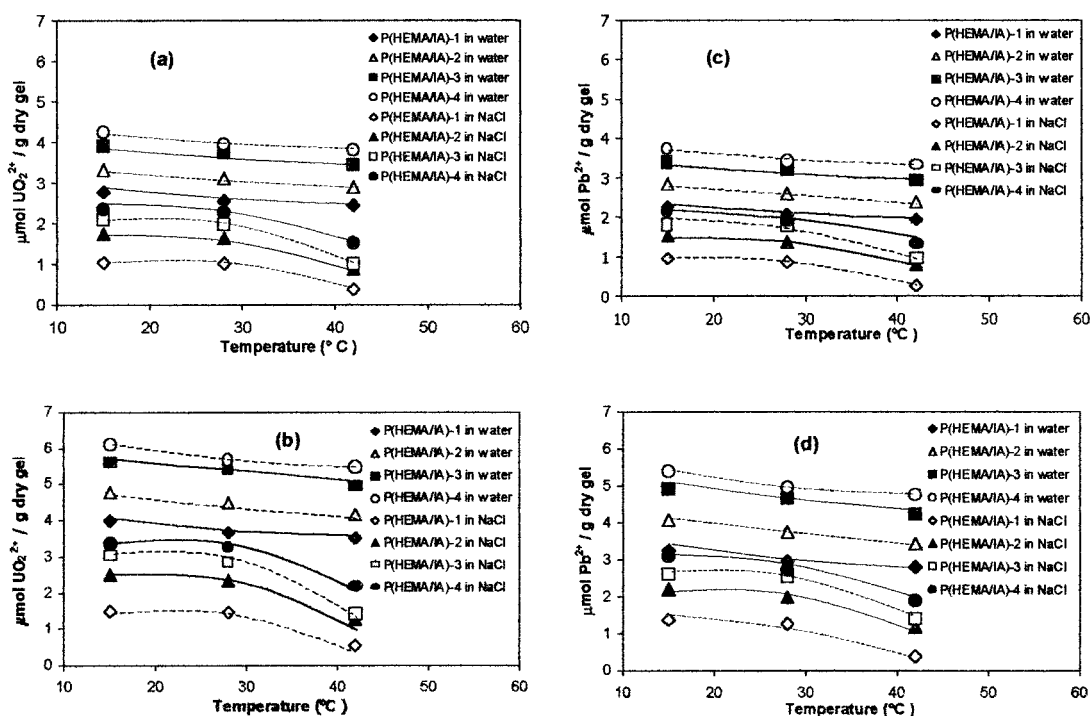 (a)
7
6
5
4
3
2
1
0
10 20 30 40 50 60
Temperature (° C)
µmol UO₂²⁺ / g dry gel
P(HEMA/IA)-1 in water
P(HEMA/IA)-2 in water
P(HEMA/IA)-3 in water
P(HEMA/IA)-4 in water
P(HEMA/IA)-1 in NaCl
P(HEMA/IA)-2 in NaCl
P(HEMA/IA)-3 in NaCl
P(HEMA/IA)-4 in NaCl
(c)
7
6
5
4
3
2
1
0
10 20 30 40 50 60
Temperature (°C)
µmol Pb²⁺ / g dry gel
P(HEMA/IA)-1 in water
P(HEMA/IA)-2 in water
P(HEMA/IA)-3 in water
P(HEMA/IA)-4 in water
P(HEMA/IA)-1 in NaCl
P(HEMA/IA)-2 in NaCl
P(HEMA/IA)-3 in NaCl
P(HEMA/IA)-4 in NaCl
(b)
7
6
5
4
3
2
1
0
10 20 30 40 50 60
Temperature (°C)
µmol UO₂²⁺ / g dry gel
P(HEMA/IA)-1 in water
P(HEMA/IA)-2 in water
P(HEMA/IA)-3 in water
P(HEMA/IA)-4 in water
P(HEMA/IA)-1 in NaCl
P(HEMA/IA)-2 in NaCl
P(HEMA/IA)-3 in NaCl
P(HEMA/IA)-4 in NaCl
(d)
7
6
5
4
3
2
1
0
10 20 30 40 50 60
Temperature (°C)
µmol Pb²⁺ / g dry gel
P(HEMA/IA)-1 in water
P(HEMA/IA)-2 in water
P(HEMA/IA)-3 in water
P(HEMA/IA)-4 in water
P(HEMA/IA)-1 in NaCl
P(HEMA/IA)-2 in NaCl
P(HEMA/IA)-3 in NaCl
P(HEMA/IA)-4 in NaCl